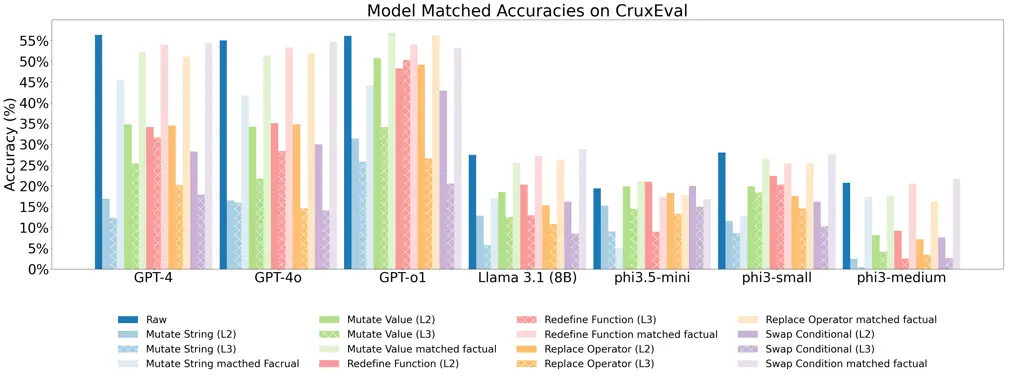 Model Matched Accuracies on CruxEval
Accuracy (%)
55%
50%
45%
40%
35%
30%
25%
20%
15%
10%
5%
0%
GPT-4 GPT-4o GPT-o1 Llama 3.1 (8B) phi3.5-mini phi3-small phi3-medium
Raw
Mutate String (L2)
Mutate String (L3)
Mutate String macthed Facrual
Mutate Value (L2)
Mutate Value (L3)
Mutate Value matched factual
Redefine Function (L2)
Redefine Function (L3)
Redefine Function matched factual
Replace Operator (L2)
Replace Operator (L3)
Replace Operator matched factual
Swap Conditional (L2)
Swap Conditional (L3)
Swap Condition matched factual